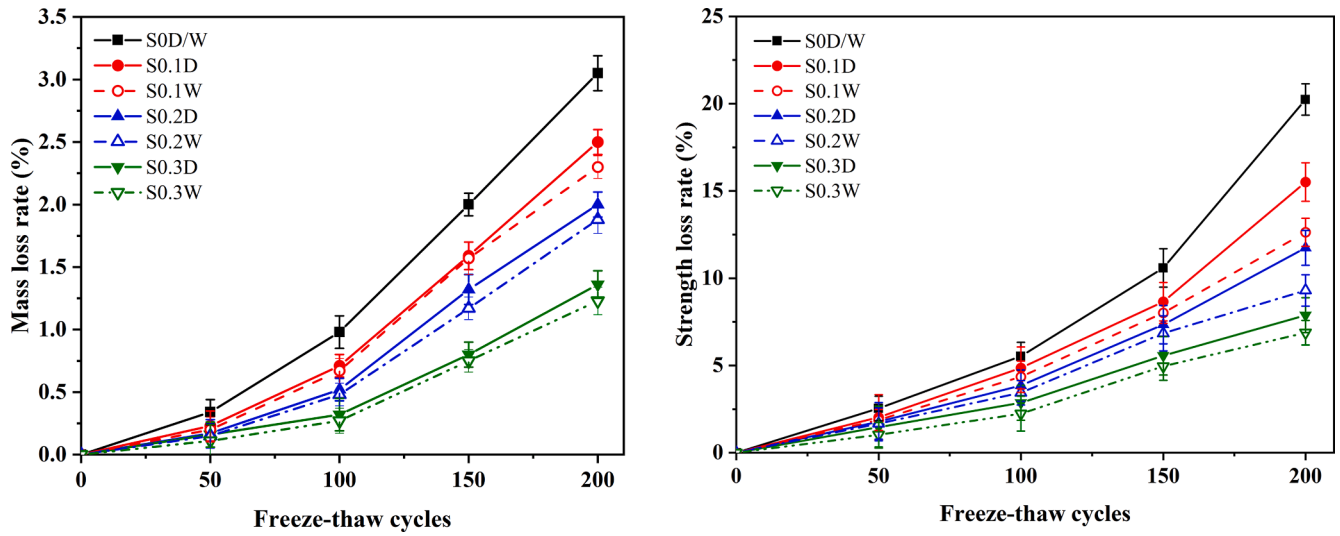 Mass loss rate (%)
3.5
3.0
2.5
2.0
1.5
1.0
0.5
0.0
S0D/W
S0.1D
S0.1W
S0.2D
S0.2W
S0.3D
S0.3W
0 50 100 150 200
Freeze-thaw cycles
Strength loss rate (%)
25
20
15
10
5
0
S0D/W
S0.1D
S0.1W
S0.2D
S0.2W
S0.3D
S0.3W
0 50 100 150 200
Freeze-thaw cycles